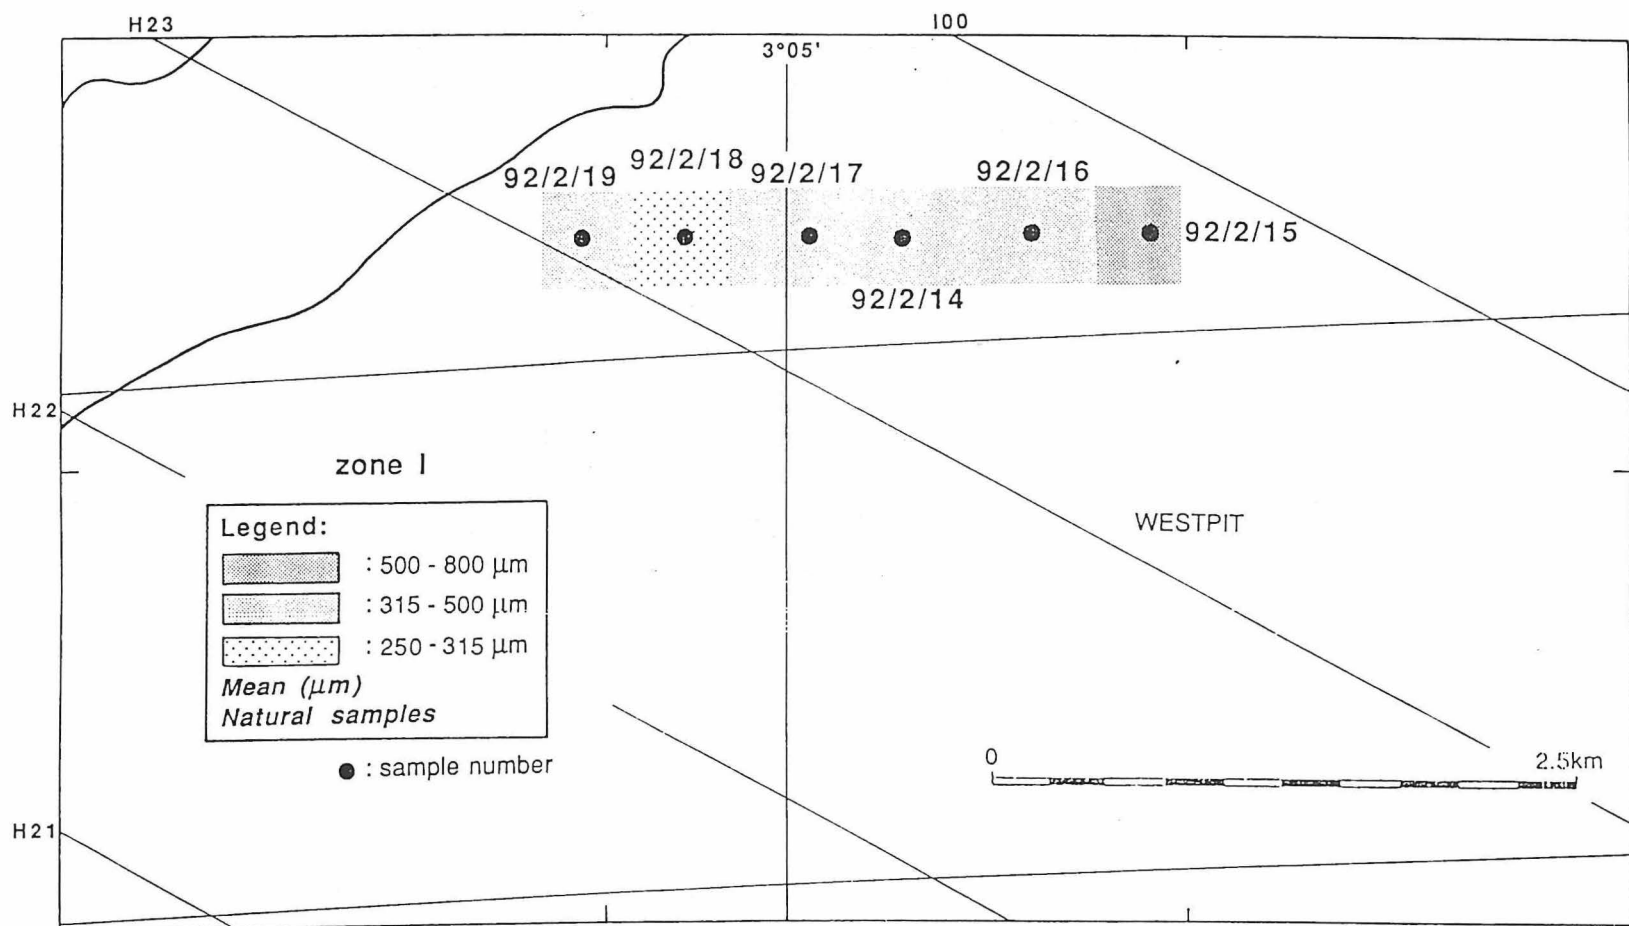 H23
100
3°05'
92/2/19
92/2/18
92/2/17
92/2/16
92/2/15
92/2/14
H22
zone I
Legend:
: 500 - 800 µm
: 315 - 500 µm
: 250 - 315 µm
Mean (µm)
Natural samples
: sample number
WESTPIT
0
2.5km
H21